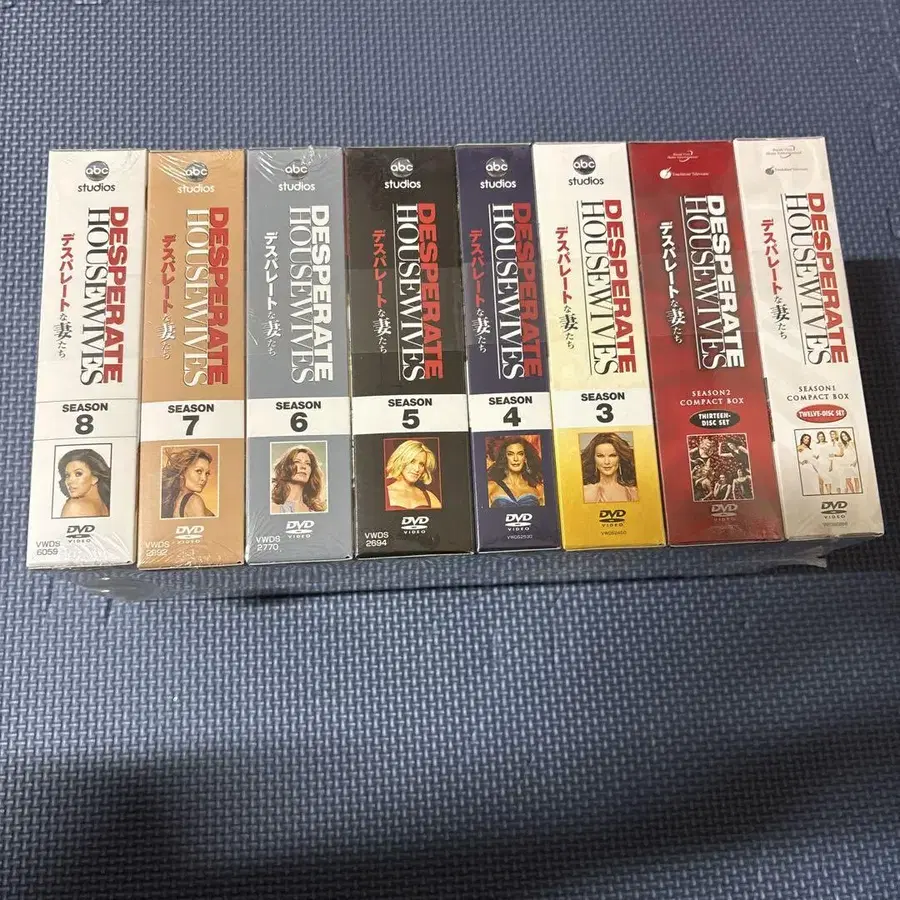 abc
studios
DESPERATE
HOUSEWIVES
デスパレートな妻たち
SEASON
8
DVD
VIDEO
VWDS
6059
abc
studios
DESPERATE
HOUSEWIVES
デスパレートな妻たち
SEASON
7
DVD
VIDEO
VWDS
abc
studios
DESPERATE
HOUSEWIVES
デスパレートな妻たち
SEASON
6
DVD
VIDEO
VWDS
2770
abc
studios
DESPERATE
HOUSEWIVES
デスパレートな妻たち
SEASON
5
DVD
VIDEO
VWDS
2694
abc
studios
DESPERATE
HOUSEWIVES
デスパレートな妻たち
SEASON
4
DVD
VIDEO
abc
studios
DESPERATE
HOUSEWIVES
デスパレートな妻たち
SEASON
3
DVD
VIDEO
DESPERATE
HOUSEWIVES
デスパレートな妻たち
SEASON2
COMPACT BOX
THIRTEEN-
DISC SET
DVD
VIDEO
DESPERATE
HOUSEWIVES
デスパレートな妻たち
SEASON1
COMPACT BOX
TWELVE-DISC SET
DVD
VIDEO